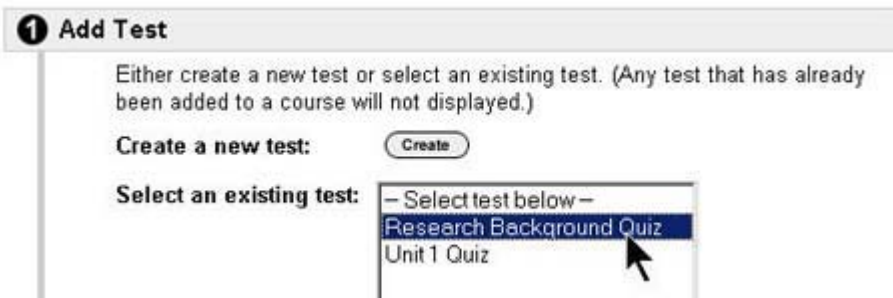 1 Add Test
Either create a new test or select an existing test. (Any test that has already
been added to a course will not displayed.)
Create a new test: Create
Select an existing test: – Select test below –
Research Background Quiz
Unit 1 Quiz